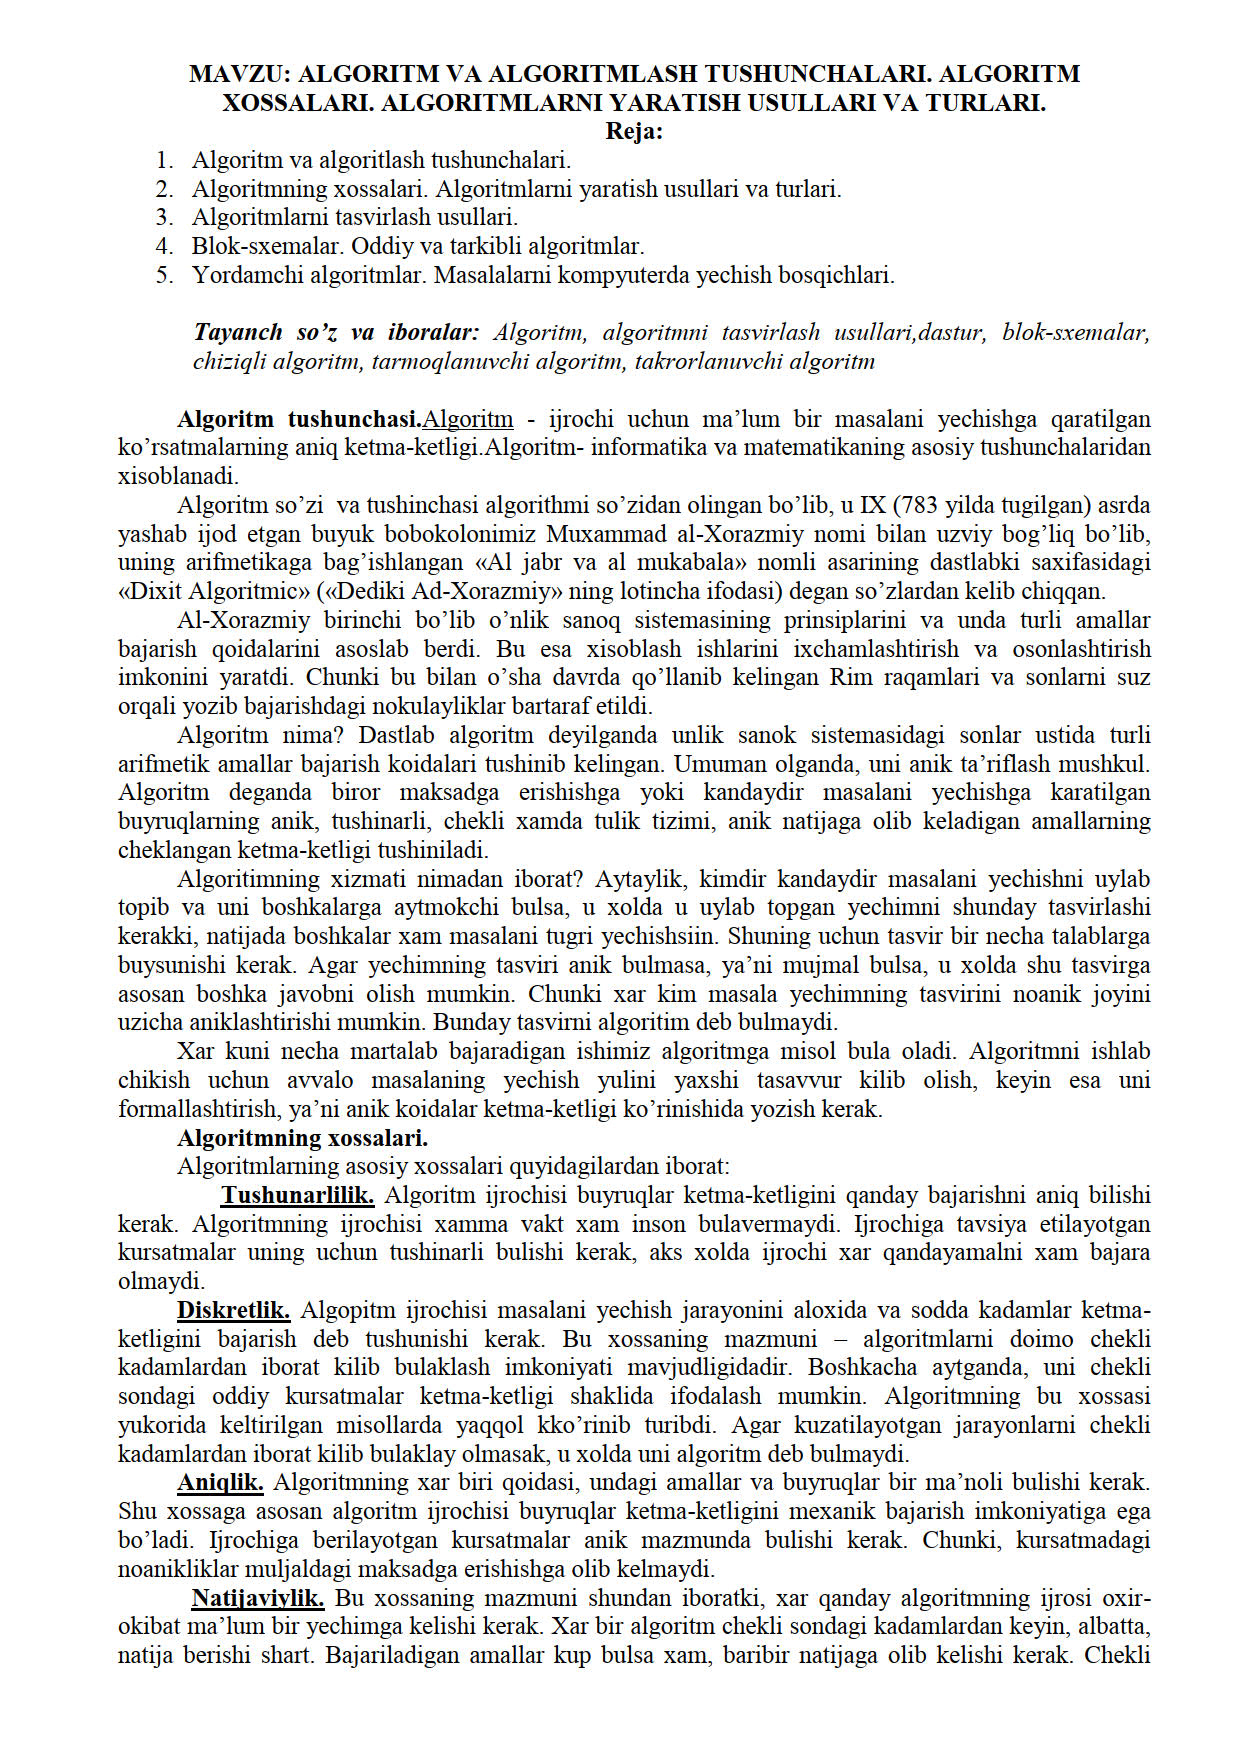 MAVZU: ALGORITM VA ALGORITMLASH TUSHUNCHALARI. ALGORITM
XOSSALARI. ALGORITMLARNI YARATISH USULLARI VA TURLARI.
Reja:
1. Algoritm va algoritlash tushunchalari.
2. Algoritmning xossalari. Algoritmlarni yaratish usullari va turlari.
3. Algoritmlarni tasvirlash usullari.
4. Blok-sxemalar. Oddiy va tarkibli algoritmlar.
5. Yordamchi algoritmlar. Masalalarni kompyuterda yechish bosqichlari.
Tayanch so’z va iboralar: Algoritm, algoritmni tasvirlash usullari,dastur, blok-sxemalar,
chiziqli algoritm, tarmoqlanuvchi algoritm, takrorlanuvchi algoritm
Algoritm tushunchasi.Algoritm - ijrochi uchun ma’lum bir masalani yechishga qaratilgan
ko’rsatmalarning aniq ketma-ketligi.Algoritm- informatika va matematikaning asosiy tushunchalaridan
xisoblanadi.
Algoritm so’zi va tushinchasi algorithmi so’zidan olingan bo’lib, u IX (783 yilda tugilgan) asrda
yashab ijod etgan buyuk bobokolonimiz Muxammad al-Xorazmiy nomi bilan uzviy bog’liq bo’lib,
uning arifmetikaga bag’ishlangan «Al jabr va al mukabala» nomli asarining dastlabki saxifasidagi
«Dixit Algoritmic» («Dediki Ad-Xorazmiy» ning lotincha ifodasi) degan so’zlardan kelib chiqqan.
Al-Xorazmiy birinchi bo’lib o’nlik sanoq sistemasining prinsiplarini va unda turli amallar
bajarish qoidalarini asoslab berdi. Bu esa xisoblash ishlarini ixchamlashtirish va osonlashtirish
imkonini yaratdi. Chunki bu bilan o’sha davrda qo’llanib kelingan Rim raqamlari va sonlarni suz
orqali yozib bajarishdagi nokulayliklar bartaraf etildi.
Algoritm nima? Dastlab algoritm deyilganda unlik sanok sistemasidagi sonlar ustida turli
arifmetik amallar bajarish koidalari tushinib kelingan. Umuman olganda, uni anik ta’riflash mushkul.
Algoritm deganda biror maksadga erishishga yoki kandaydir masalani yechishga karatilgan
buyruqlarning anik, tushinarli, chekli xamda tulik tizimi, anik natijaga olib keladigan amallarning
cheklangan ketma-ketligi tushiniladi.
Algoritimning xizmati nimadan iborat? Aytaylik, kimdir kandaydir masalani yechishni uylab
topib va uni boshkalarga aytmokchi bulsa, u xolda u uylab topgan yechimni shunday tasvirlashi
kerakki, natijada boshkalar xam masalani tugri yechishsiin. Shuning uchun tasvir bir necha talablarga
buysunishi kerak. Agar yechimning tasviri anik bulmasa, ya’ni mujmal bulsa, u xolda shu tasvirga
asosan boshka javobni olish mumkin. Chunki xar kim masala yechimning tasvirini noanik joyini
uzicha aniklashtirishi mumkin. Bunday tasvirni algoritim deb bulmaydi.
Xar kuni necha martalab bajaradigan ishimiz algoritmga misol bula oladi. Algoritmni ishlab
chikish uchun avvalo masalaning yechish yulini yaxshi tasavvur kilib olish, keyin esa uni
formallashtirish, ya’ni anik koidalar ketma-ketligi ko’rinishida yozish kerak.
Algoritmning xossalari.
Algoritmlarning asosiy xossalari quyidagilardan iborat:
Tushunarlilik. Algoritm ijrochisi buyruqlar ketma-ketligini qanday bajarishni aniq bilishi
kerak. Algoritmning ijrochisi xamma vakt xam inson bulavermaydi. Ijrochiga tavsiya etilayotgan
kursatmalar uning uchun tushinarli bulishi kerak, aks xolda ijrochi xar qandayamalni xam bajara
olmaydi.
Diskretlik. Algopitm ijrochisi masalani yechish jarayonini aloxida va sodda kadamlar ketma-
ketligini bajarish deb tushunishi kerak. Bu xossaning mazmuni – algoritmlarni doimo chekli
kadamlardan iborat kilib bulaklash imkoniyati mavjudligidadir. Boshkacha aytganda, uni chekli
sondagi oddiy kursatmalar ketma-ketligi shaklida ifodalash mumkin. Algoritmning bu xossasi
yukorida keltirilgan misollarda yaqqol kko’rinib turibdi. Agar kuzatilayotgan jarayonlarni chekli
kadamlardan iborat kilib bulaklay olmasak, u xolda uni algoritm deb bulmaydi.
Aniqlik. Algoritmning xar biri qoidasi, undagi amallar va buyruqlar bir ma’noli bulishi kerak.
Shu xossaga asosan algoritm ijrochisi buyruqlar ketma-ketligini mexanik bajarish imkoniyatiga ega
bo’ladi. Ijrochiga berilayotgan kursatmalar anik mazmunda bulishi kerak. Chunki, kursatmadagi
noanikliklar muljaldagi maksadga erishishga olib kelmaydi.
Natijaviylik. Bu xossaning mazmuni shundan iboratki, xar qanday algoritmning ijrosi oxir-
okibat ma’lum bir yechimga kelishi kerak. Xar bir algoritm chekli sondagi kadamlardan keyin, albatta,
natija berishi shart. Bajariladigan amallar kup bulsa xam, baribir natijaga olib kelishi kerak. Chekli